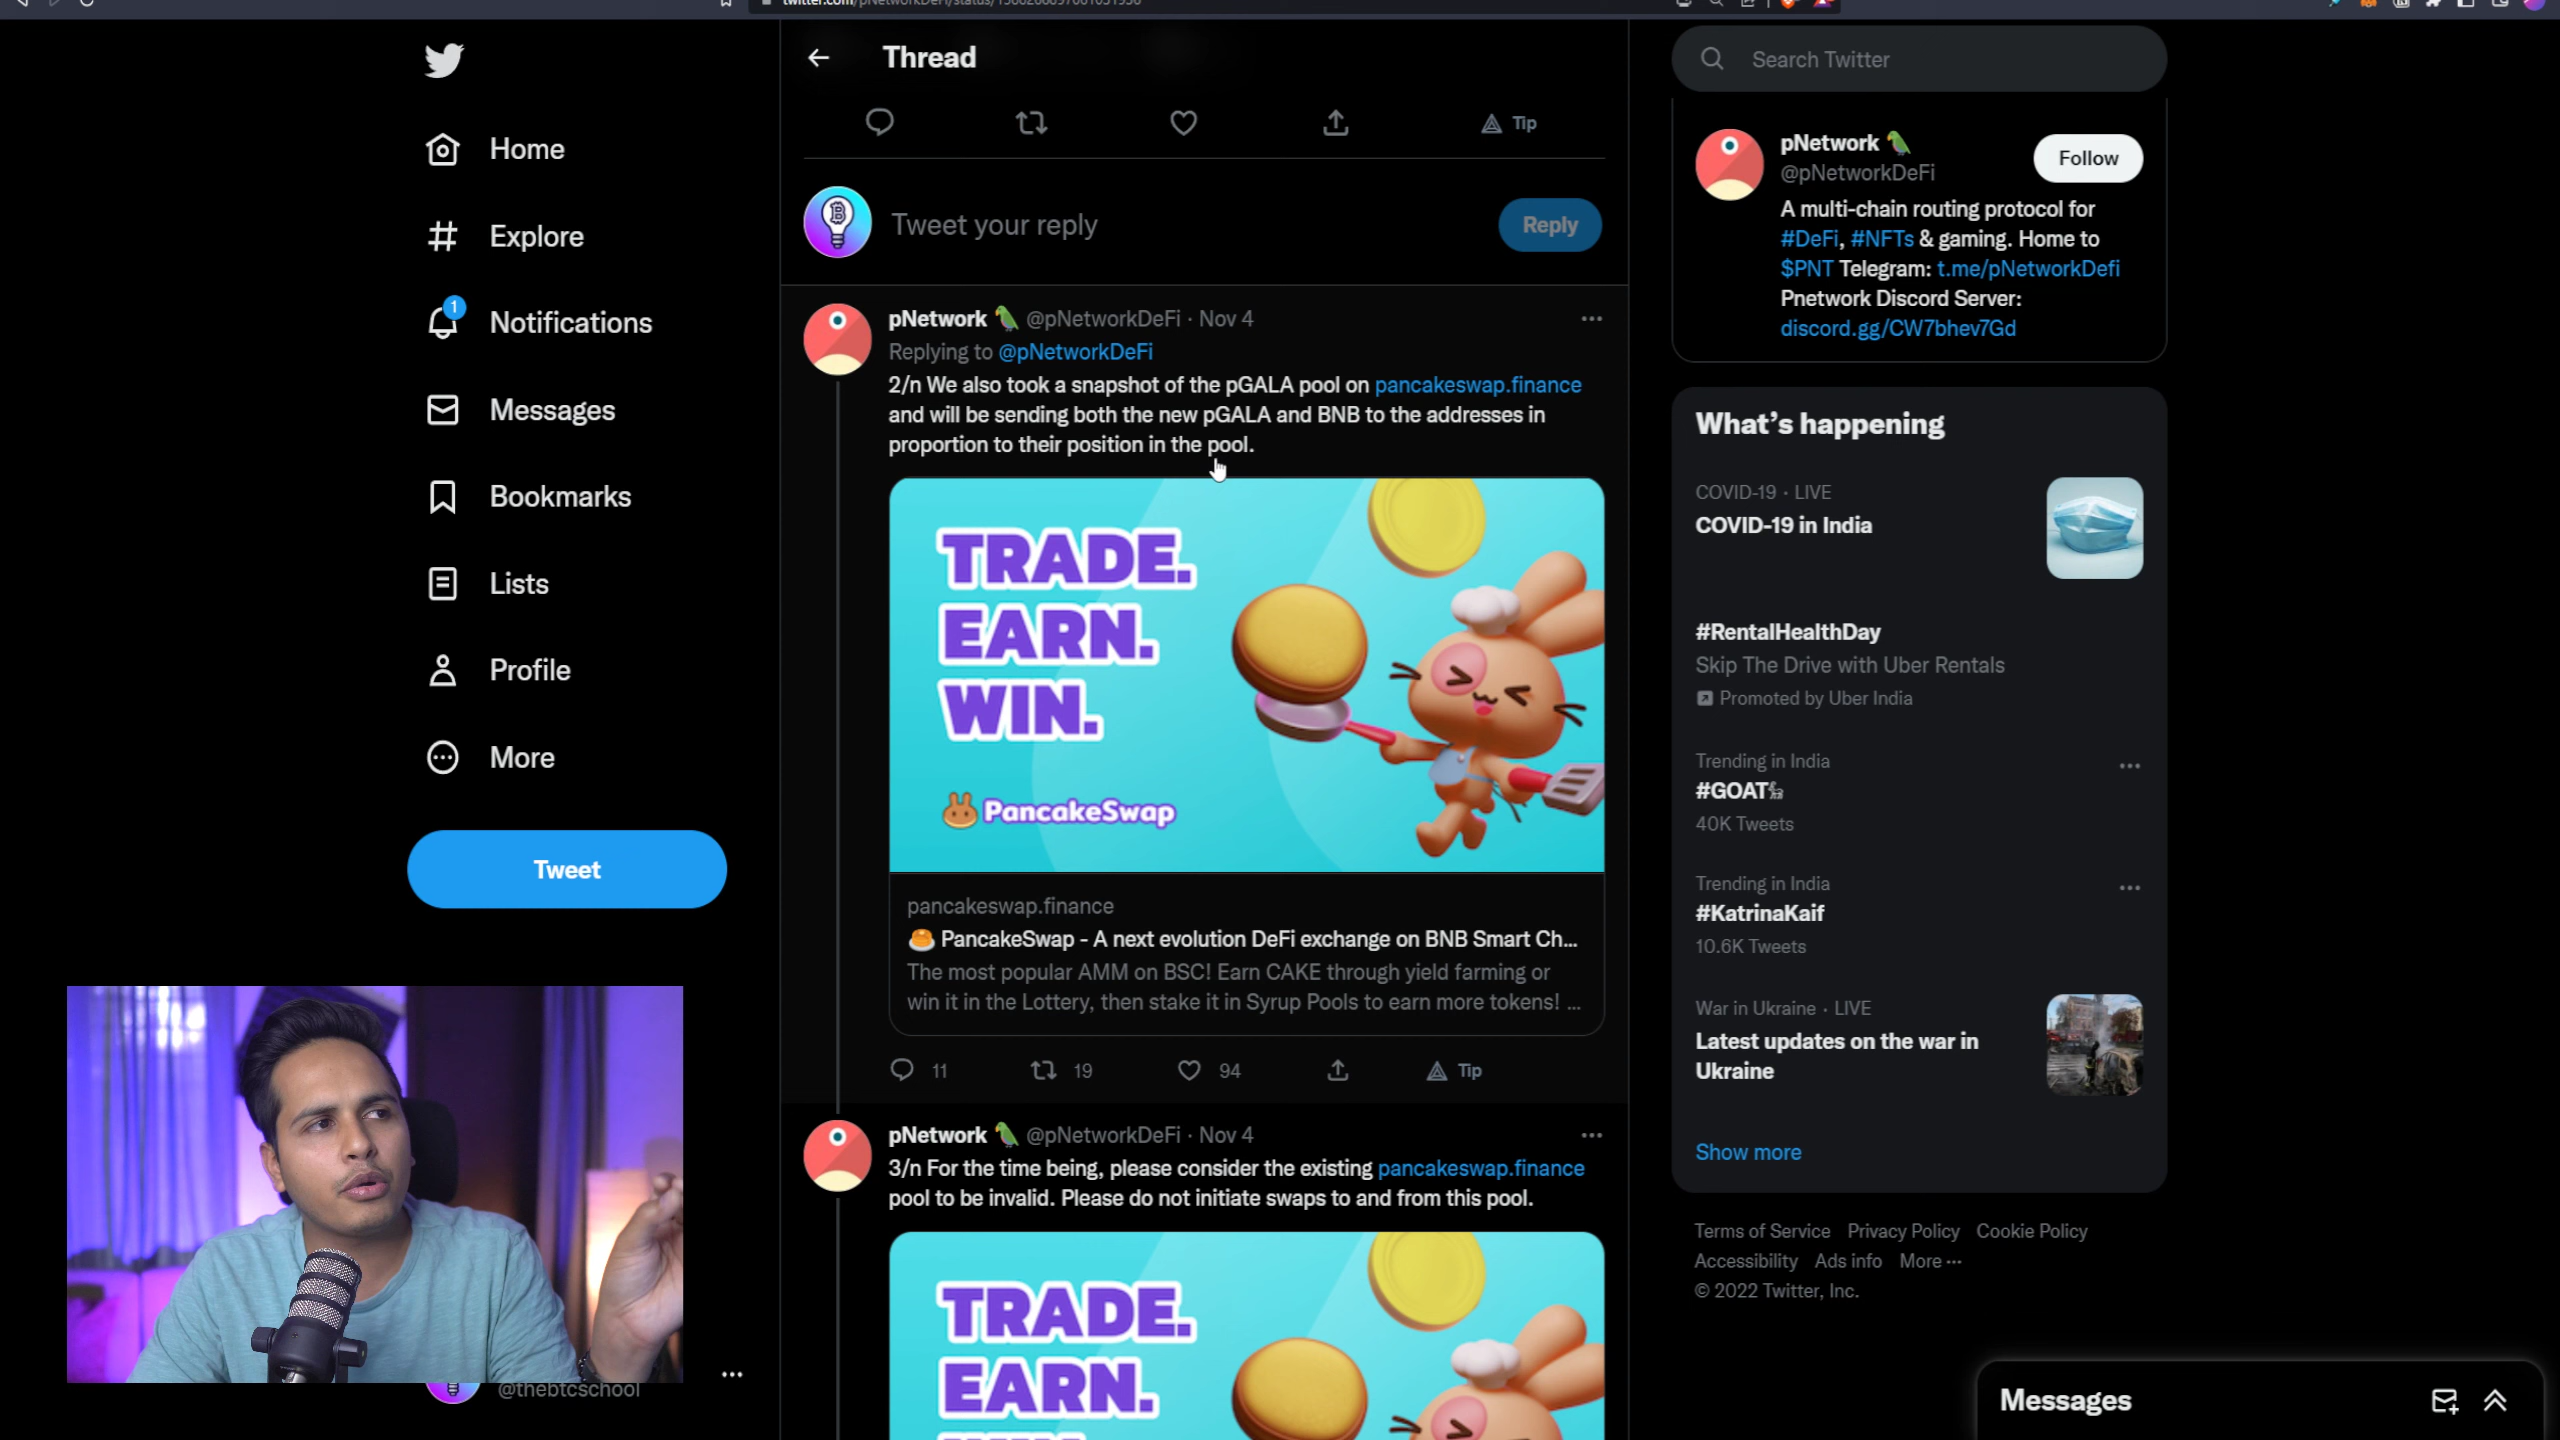 Thread
Search Twitter
Tip
Home
Explore
1
Notifications
Messages
Bookmarks
Lists
Profile
More
Tweet
@thebtcschool
Tweet your reply
Reply
pNetwork @pNetworkDeFi · Nov 4
Replying to @pNetworkDeFi
2/n We also took a snapshot of the pGALA pool on pancakeswap.finance
and will be sending both the new pGALA and BNB to the addresses in
proportion to their position in the pool.
TRADE.
EARN.
WIN.
PancakeSwap
pancakeswap.finance
PancakeSwap - A next evolution DeFi exchange on BNB Smart Ch...
The most popular AMM on BSC! Earn CAKE through yield farming or
win it in the Lottery, then stake it in Syrup Pools to earn more tokens! ...
11 19 94 Tip
pNetwork @pNetworkDeFi · Nov 4
3/n For the time being, please consider the existing pancakeswap.finance
pool to be invalid. Please do not initiate swaps to and from this pool.
TRADE.
EARN.
pNetwork
@pNetworkDeFi
Follow
A multi-chain routing protocol for
#DeFi, #NFTs & gaming. Home to
$PNT Telegram: t.me/pNetworkDefi
Pnetwork Discord Server:
discord.gg/CW7bhev7Gd
What's happening
COVID-19 · LIVE
COVID-19 in India
#RentalHealthDay
Skip The Drive with Uber Rentals
Promoted by Uber India
Trending in India
#GOAT
40K Tweets
Trending in India
#KatrinaKaif
10.6K Tweets
War in Ukraine · LIVE
Latest updates on the war in
Ukraine
Show more
Terms of Service Privacy Policy Cookie Policy
Accessibility Ads info More ...
© 2022 Twitter, Inc.
Messages